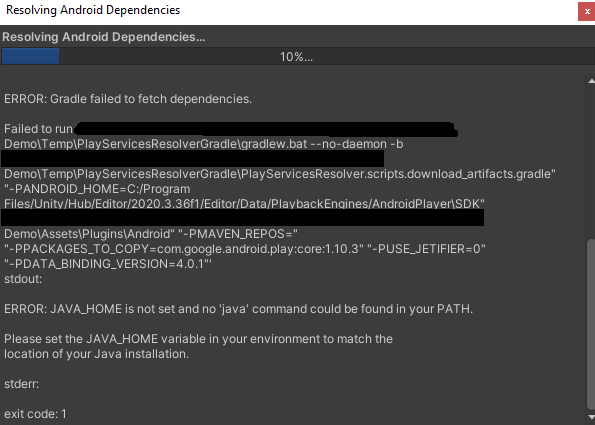 Resolving Android Dependencies
x
Resolving Android Dependencies...
10%...
ERROR: Gradle failed to fetch dependencies.
Failed to run
Demo\Temp\PlayServicesResolverGradle\gradlew.bat --no-daemon -b
Demo\Temp\PlayServicesResolverGradle\PlayServicesResolver.scripts.download_artifacts.gradle"
"-PANDROID_HOME=C:/Program
Files/Unity/Hub/Editor/2020.3.36f1/Editor/Data/PlaybackEngines/AndroidPlayer\SDK"
Demo\Assets\Plugins\Android" "-PMAVEN_REPOS="
"-PPACKAGES_TO_COPY=com.google.android.play:core:1.10.3" "-PUSE_JETIFIER=0"
"-PDATA_BINDING_VERSION=4.0.1"'
stdout:
ERROR: JAVA_HOME is not set and no 'java' command could be found in your PATH.
Please set the JAVA_HOME variable in your environment to match the
location of your Java installation.
stderr:
exit code: 1